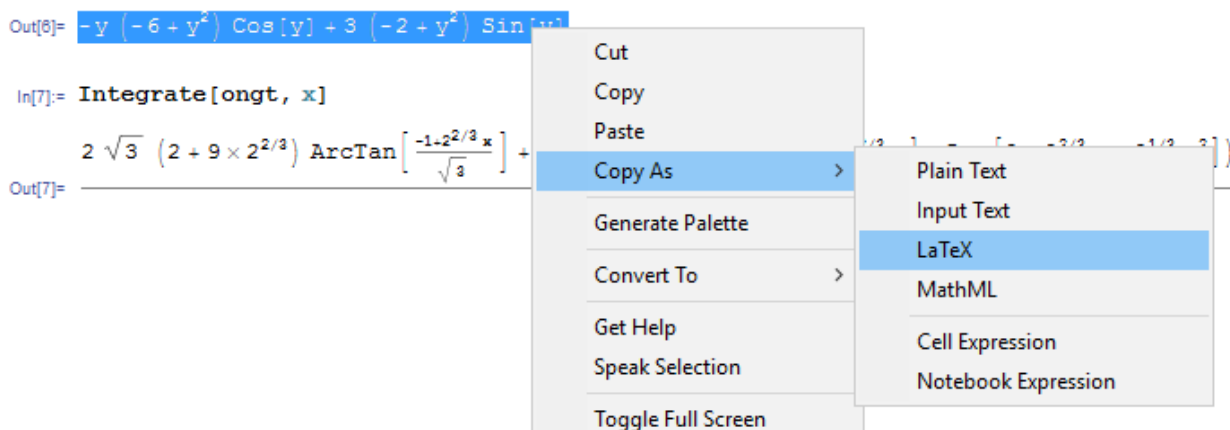 Out[6]= -y (-6 + y²) Cos[y] + 3 (-2 + y²) Sin[y]
Cut
In[7]:= Integrate[ongt, x]
Copy
Paste
2 √3 (2 + 9 × 2^{2/3}) ArcTan[(-1+2^{2/3} x)/√3] +
Copy As >
Plain Text
Out[7]=
Input Text
Generate Palette
LaTeX
Convert To >
MathML
Get Help
Cell Expression
Speak Selection
Notebook Expression
Toggle Full Screen